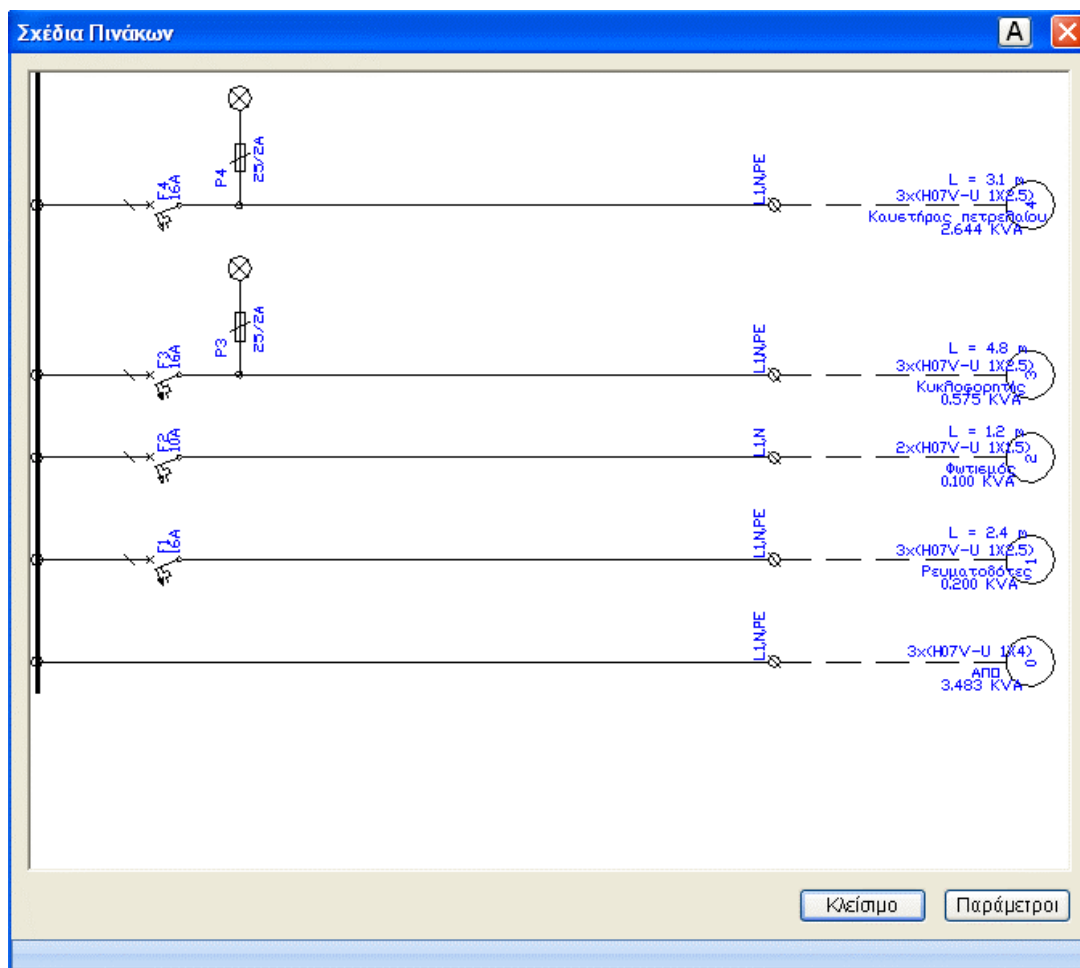 Σχέδια Πινάκων
A
F4
16A
P4
25/2A
L1,N,PE
L = 3.1 m
3x(H07V-U 1X2.5)
Καυστήρας πετρελαίου
2.644 KVA
4
F3
16A
P3
25/2A
L1,N,PE
L = 4.8 m
3x(H07V-U 1X2.5)
Κυκλοφορητής
0.575 KVA
3
F2
10A
L1,N
L = 1.2 m
2x(H07V-U 1X1.5)
Φωτισμός
0.100 KVA
2
F1
16A
L1,N,PE
L = 2.4 m
3x(H07V-U 1X2.5)
Ρευματοδότες
0.200 KVA
1
L1,N,PE
3x(H07V-U 1X4)
ΑΠΟ
3.483 KVA
0
Κλείσιμο
Παράμετροι